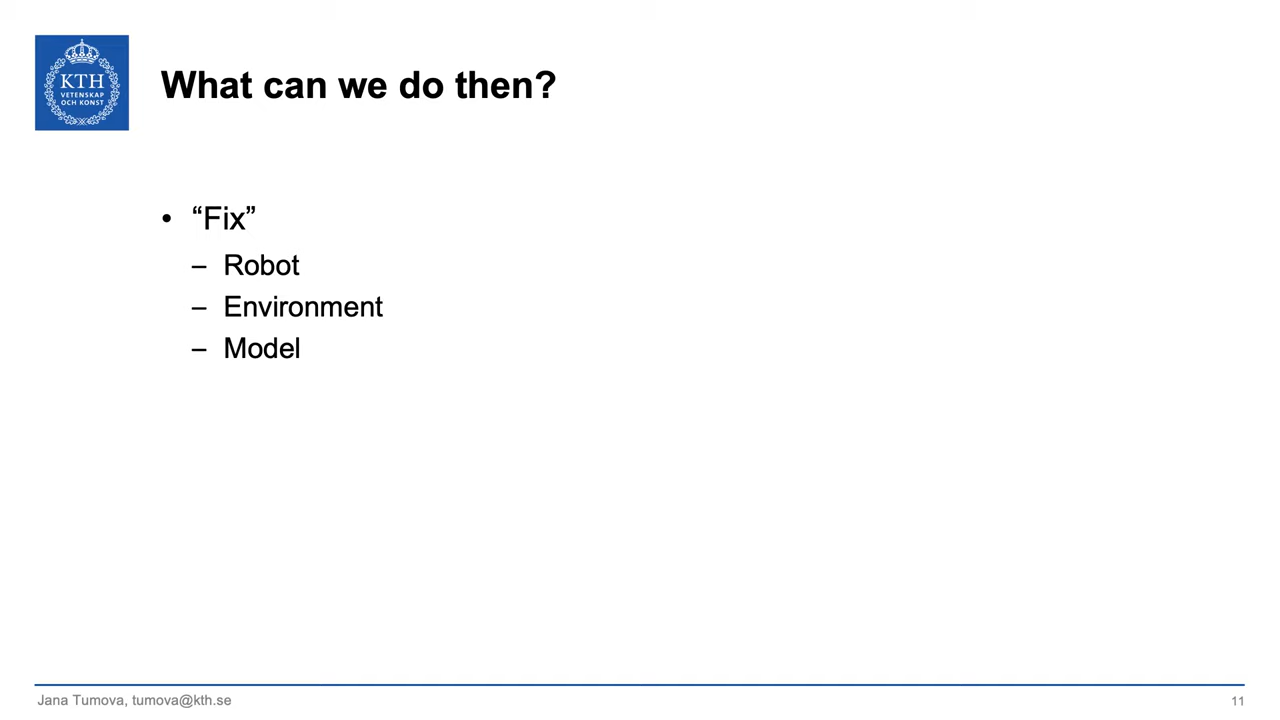 KTH
VETENSKAP
OCH KONST
What can we do then?
• “Fix”
– Robot
– Environment
– Model
Jana Tumova, tumova@kth.se
11